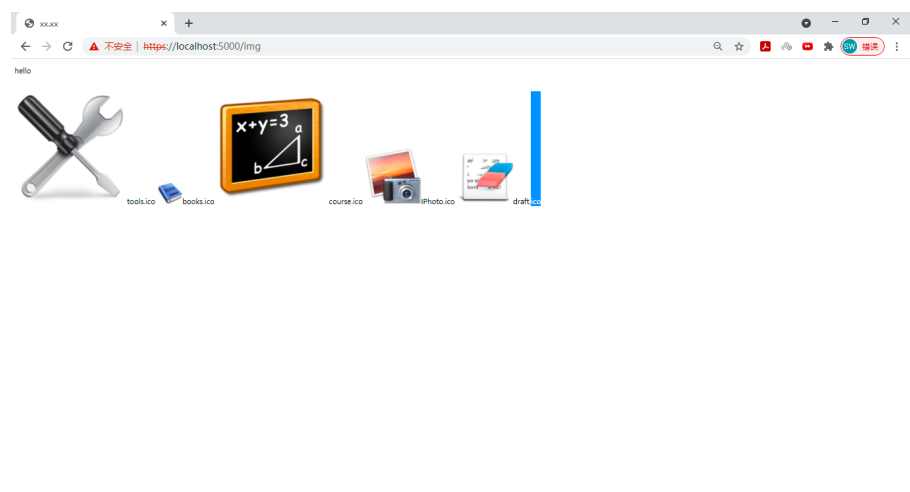 xx.xx
不安全 | https://localhost:5000/img
SW 错误
hello
x+y=3
a
b
c
tools.ico
books.ico
course.ico
IPhoto.ico
draft.ico